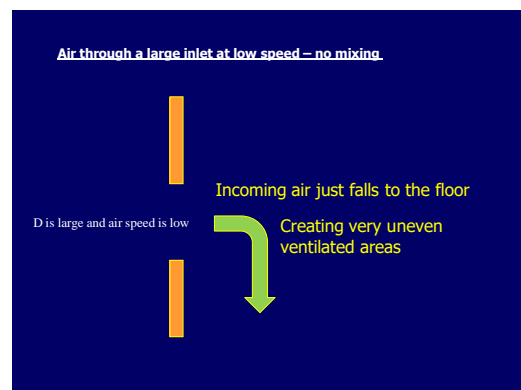 Air through a large inlet at low speed – no mixing
Incoming air just falls to the floor
D is large and air speed is low
Creating very uneven
ventilated areas